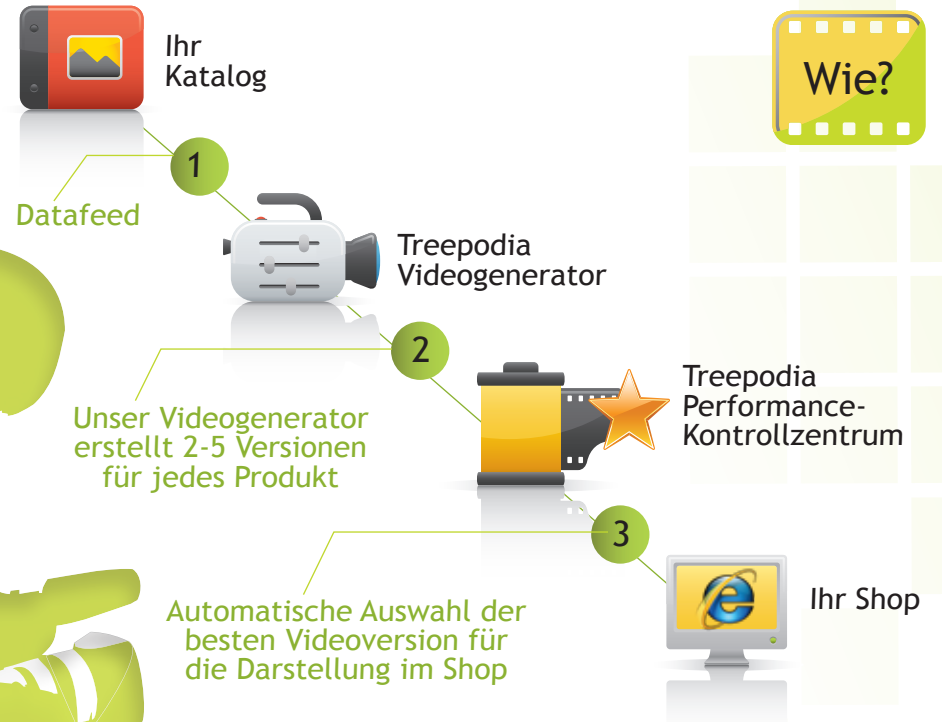 Ihr
Katalog
Wie?
1
Datafeed
Treepodia
Videogenerator
2
Unser Videogenerator
erstellt 2-5 Versionen
für jedes Produkt
Treepodia
Performance-
Kontrollzentrum
3
Automatische Auswahl der
besten Videoversion für
die Darstellung im Shop
Ihr Shop